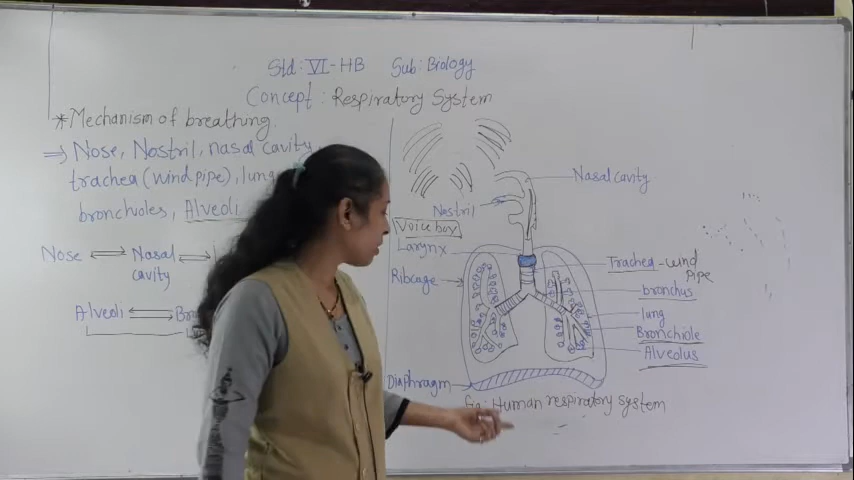 Std: VI-HB Sub: Biology
Concept: Respiratory System
*Mechanism of breathing.
⇒ Nose, Nostril, nasal cavity,
trachea (wind pipe),
bronchioles, Alveoli
Nose ⇌ Nasal
cavity
Alveoli ⇌
Nasal cavity
Nostril
Voice box
Larynx
Ribcage
Diaphragm
Trachea - wind
pipe
bronchus
lung
Bronchiole
Alveolus
Fig: Human respiratory system